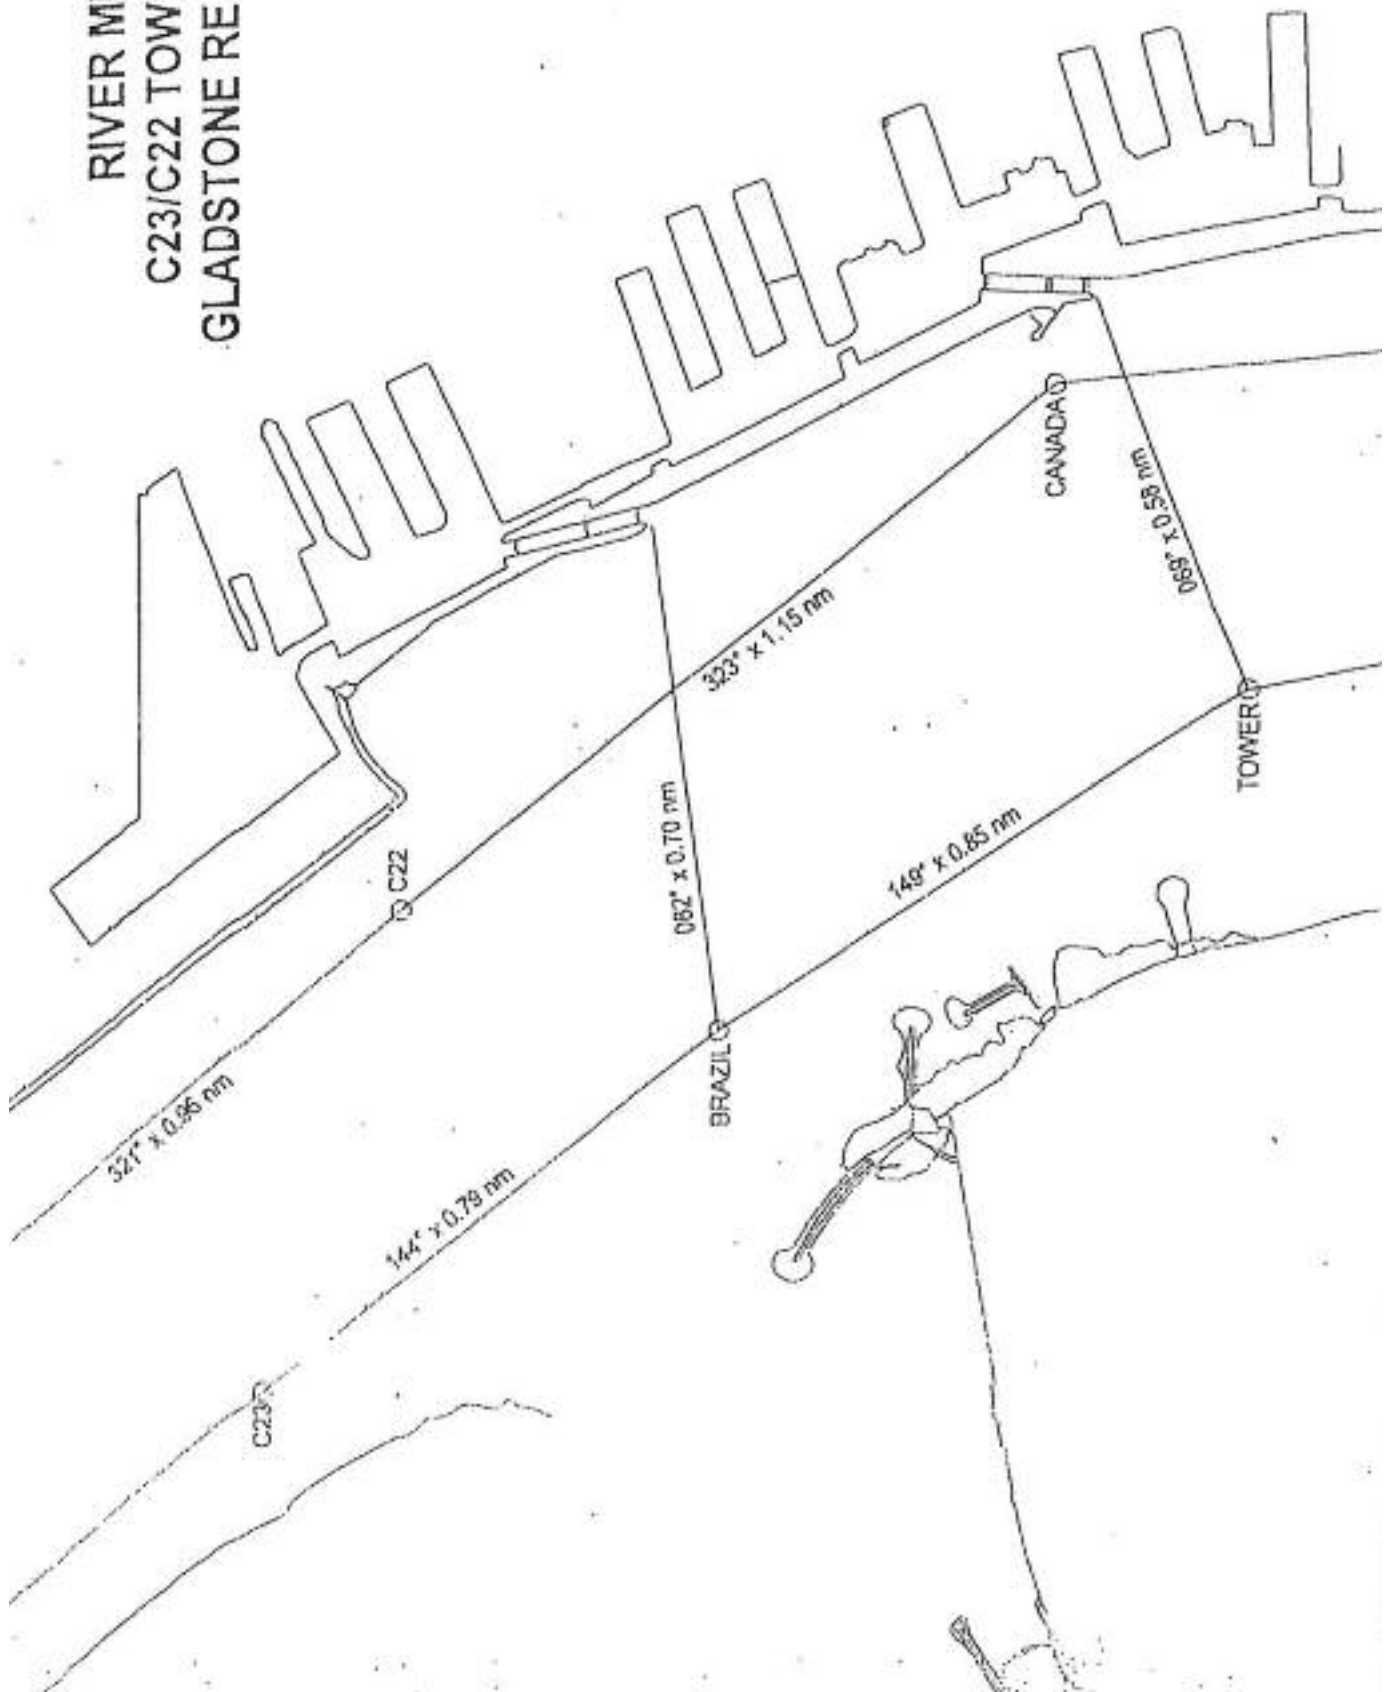 RIVER M
C23/C22 TOW
GLADSTONE RE
C22
323° x 1.15 nm
CANADA
069° x 0.58 nm
TOWER
082° x 0.70 nm
149° x 0.85 nm
BRAZIL
321° x 0.96 nm
144° x 0.79 nm
C23